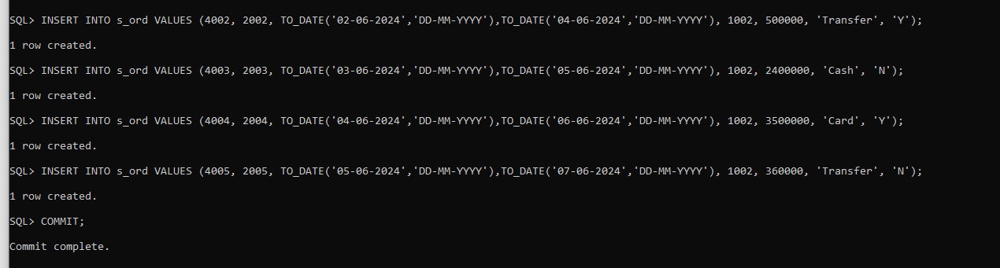 SQL> INSERT INTO s_ord VALUES (4002, 2002, TO_DATE('02-06-2024','DD-MM-YYYY'),TO_DATE('04-06-2024','DD-MM-YYYY'), 1002, 500000, 'Transfer', 'Y');
1 row created.
SQL> INSERT INTO s_ord VALUES (4003, 2003, TO_DATE('03-06-2024','DD-MM-YYYY'),TO_DATE('05-06-2024','DD-MM-YYYY'), 1002, 2400000, 'Cash', 'N');
1 row created.
SQL> INSERT INTO s_ord VALUES (4004, 2004, TO_DATE('04-06-2024','DD-MM-YYYY'),TO_DATE('06-06-2024','DD-MM-YYYY'), 1002, 3500000, 'Card', 'Y');
1 row created.
SQL> INSERT INTO s_ord VALUES (4005, 2005, TO_DATE('05-06-2024','DD-MM-YYYY'),TO_DATE('07-06-2024','DD-MM-YYYY'), 1002, 360000, 'Transfer', 'N');
1 row created.
SQL> COMMIT;
Commit complete.